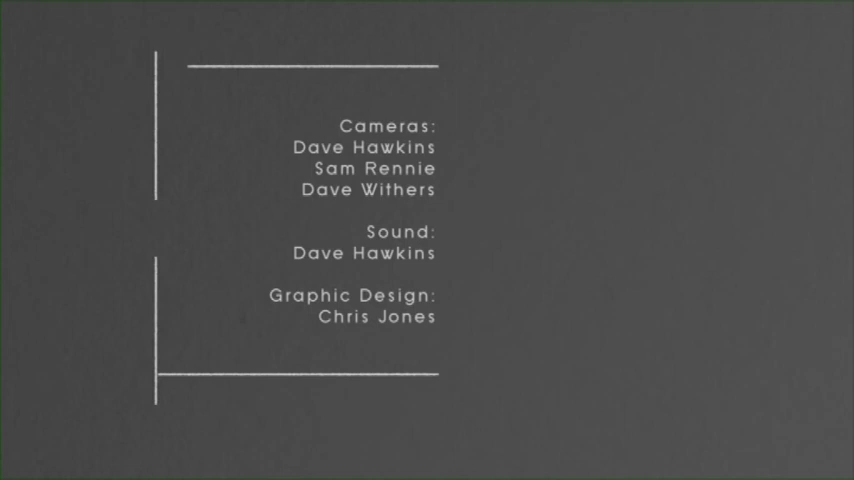 Cameras:
Dave Hawkins
Sam Rennie
Dave Withers
Sound:
Dave Hawkins
Graphic Design:
Chris Jones